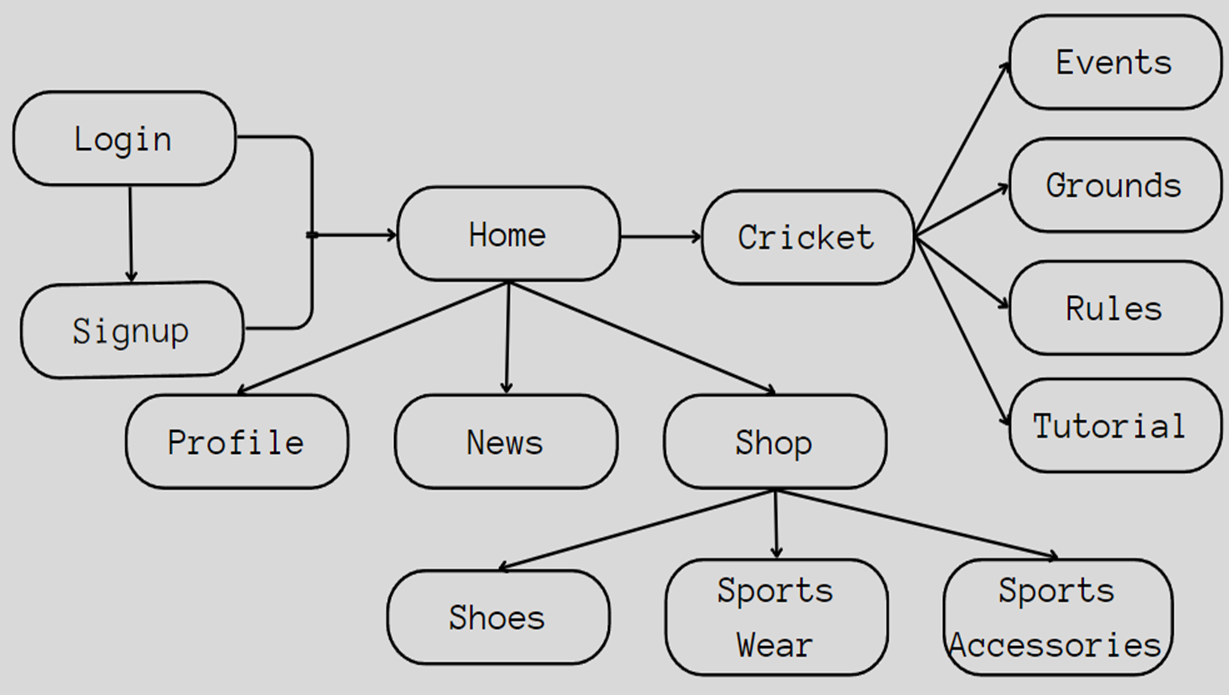 Events
Login
Grounds
Home
Cricket
Signup
Rules
Profile
News
Shop
Tutorial
Shoes
Sports
Wear
Sports
Accessories